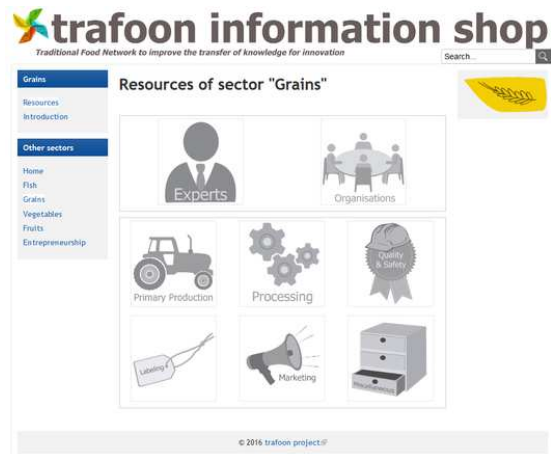 trafoon information shop
Traditional Food Network to improve the transfer of knowledge for innovation
Search...
Grains
Resources
Introduction
Other sectors
Home
Fish
Grains
Vegetables
Fruits
Entrepreneurship
Resources of sector "Grains"
Experts
Organisations
Primary Production
Processing
Quality
& Safety
Labeling
Marketing
Miscellaneous
© 2016 trafoon project